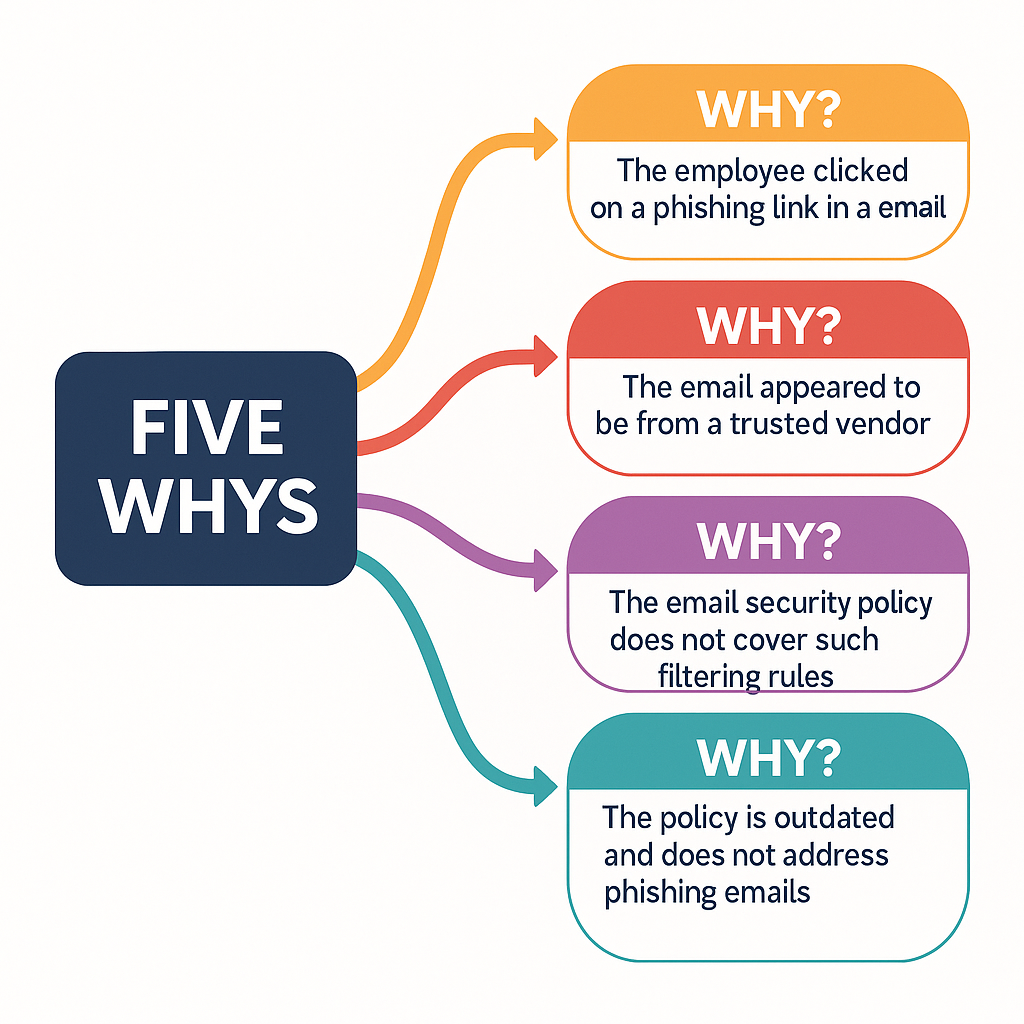 FIVE
WHYS
WHY?
The employee clicked
on a phishing link in a email
WHY?
The email appeared to
be from a trusted vendor
WHY?
The email security policy
does not cover such
filtering rules
WHY?
The policy is outdated
and does not address
phishing emails